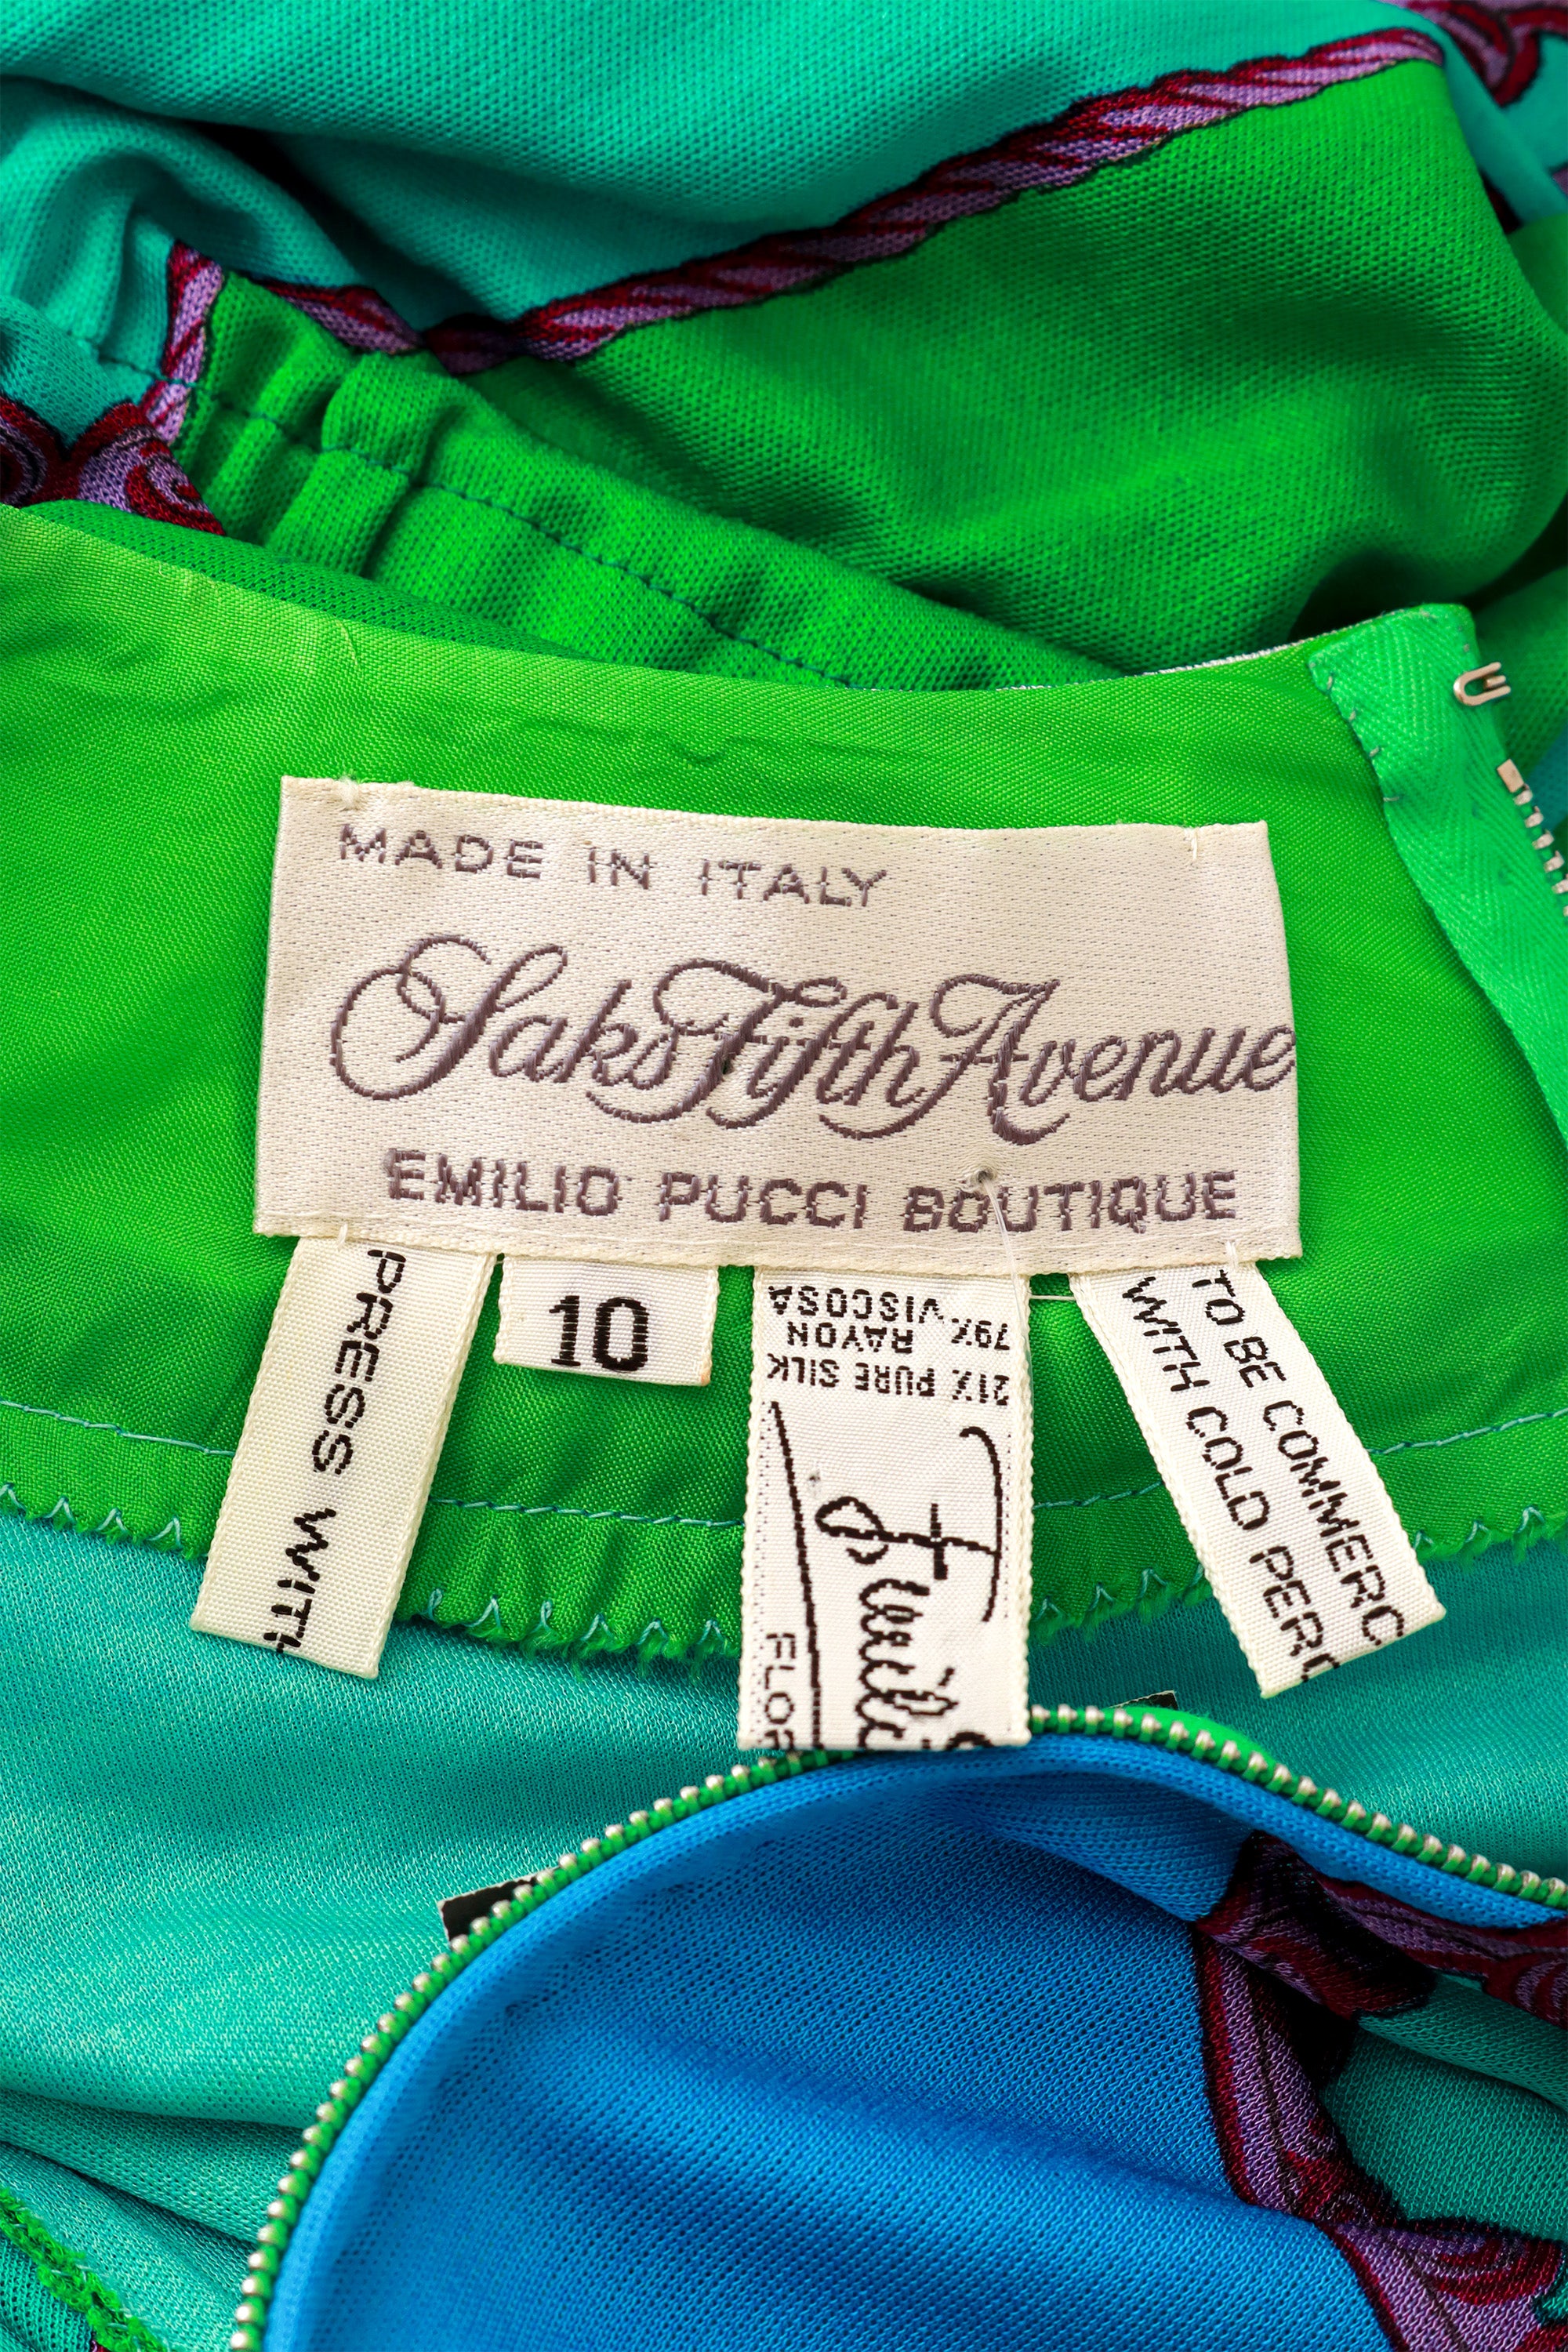 MADE IN ITALY
Saks Fifth Avenue
EMILIO PUCCI BOUTIQUE
PRESS WITH
10
21% PURE SILK
79% RAYON
VISCOSA
Emilio
TO BE COMMERC
WITH COLD PERC